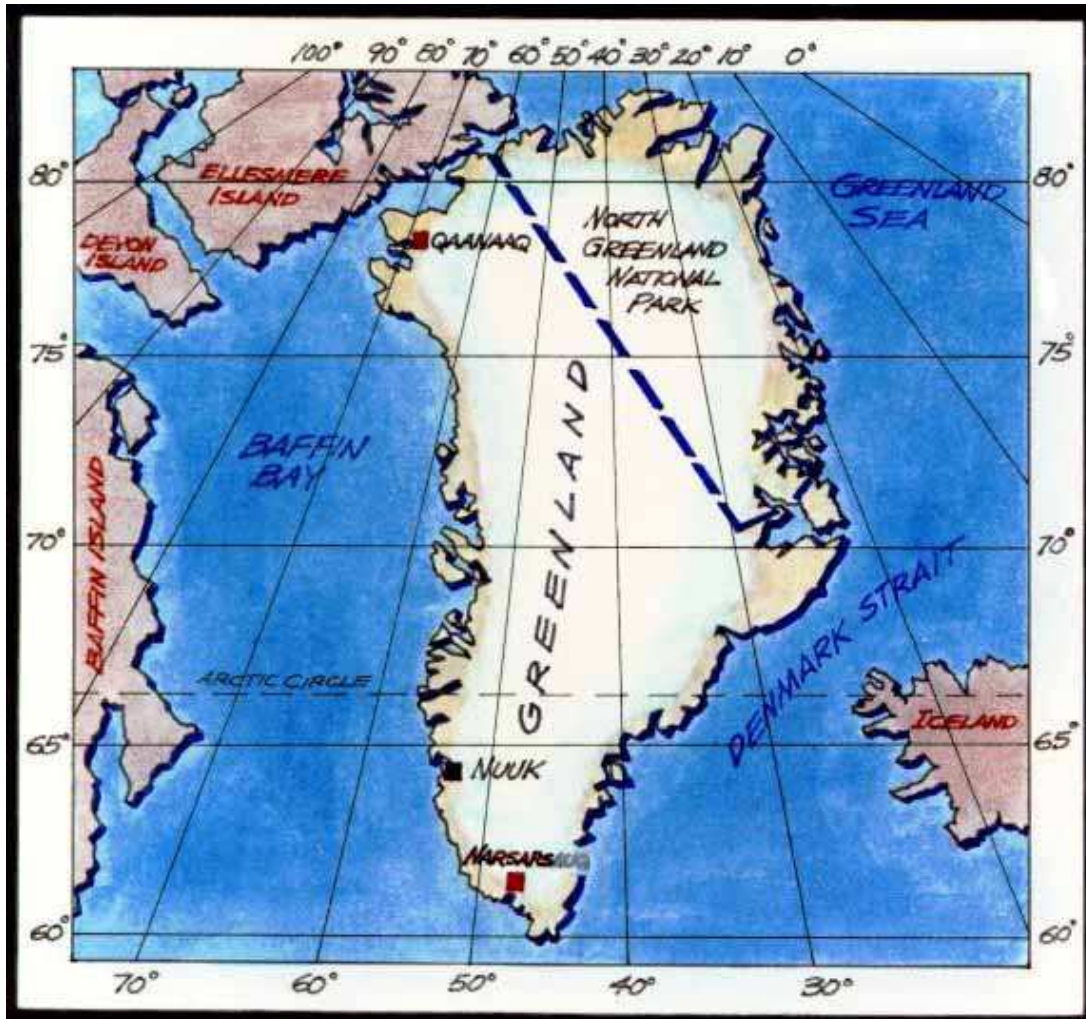 100° 90° 80° 70° 60° 50° 40° 30° 20° 10° 0°
80°
80°
ELLESMERE
ISLAND
GREENLAND
SEA
DEVON
ISLAND
QAANAAQ
NORTH
GREENLAND
NATIONAL
PARK
75°
75°
BAFFIN
BAY
GREENLAND
BAFFIN ISLAND
70°
70°
DENMARK STRAIT
ARCTIC CIRCLE
ICELAND
65°
65°
NUUK
NARSARSAUQ
60°
60°
70° 60° 50° 40° 30°